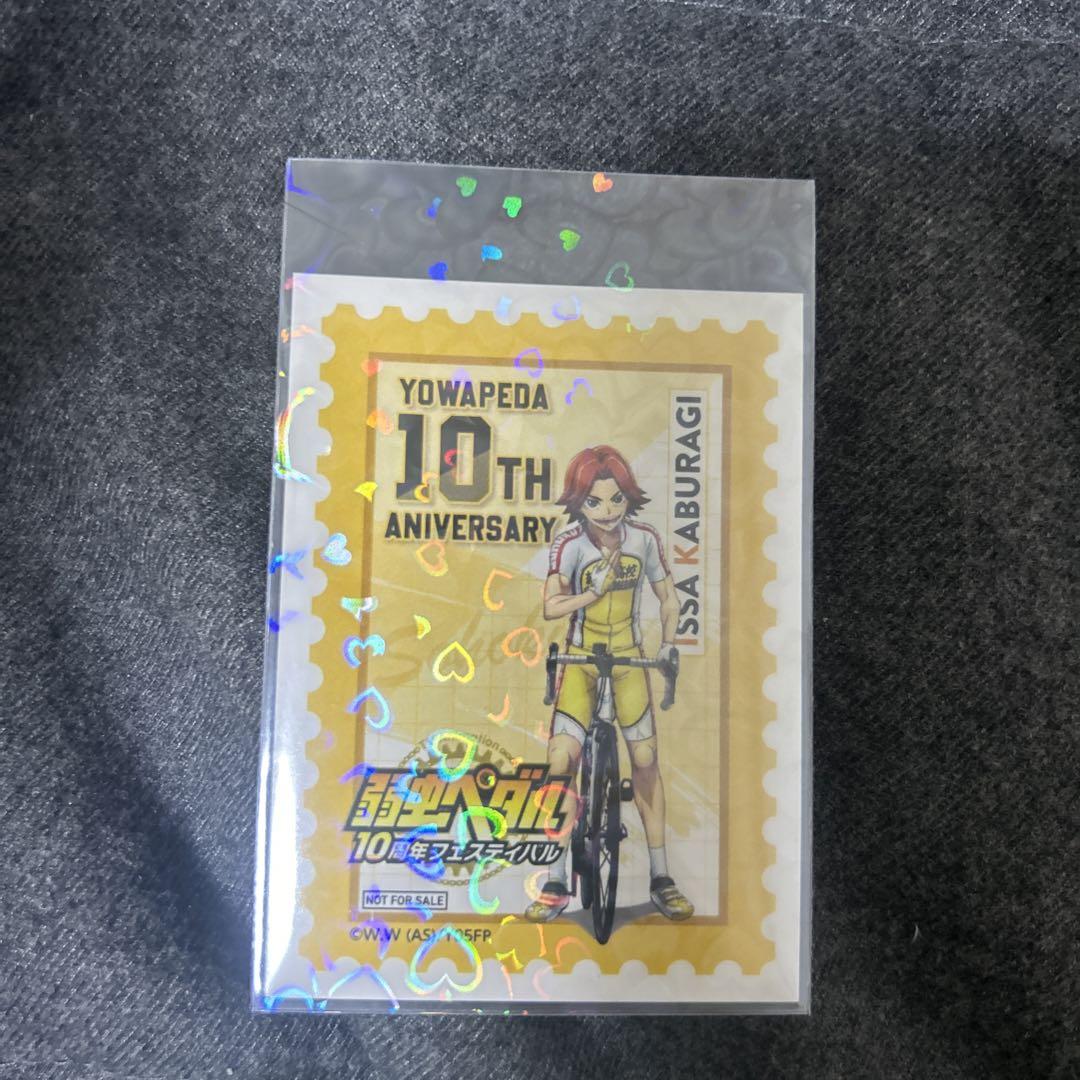 YOWAPEDA
10TH
ANIVERSARY
ISSA KABURAGI
弱虫ペダル
10周年フェスティバル
NOT FOR SALE
©W.W (AS)/Y05FP